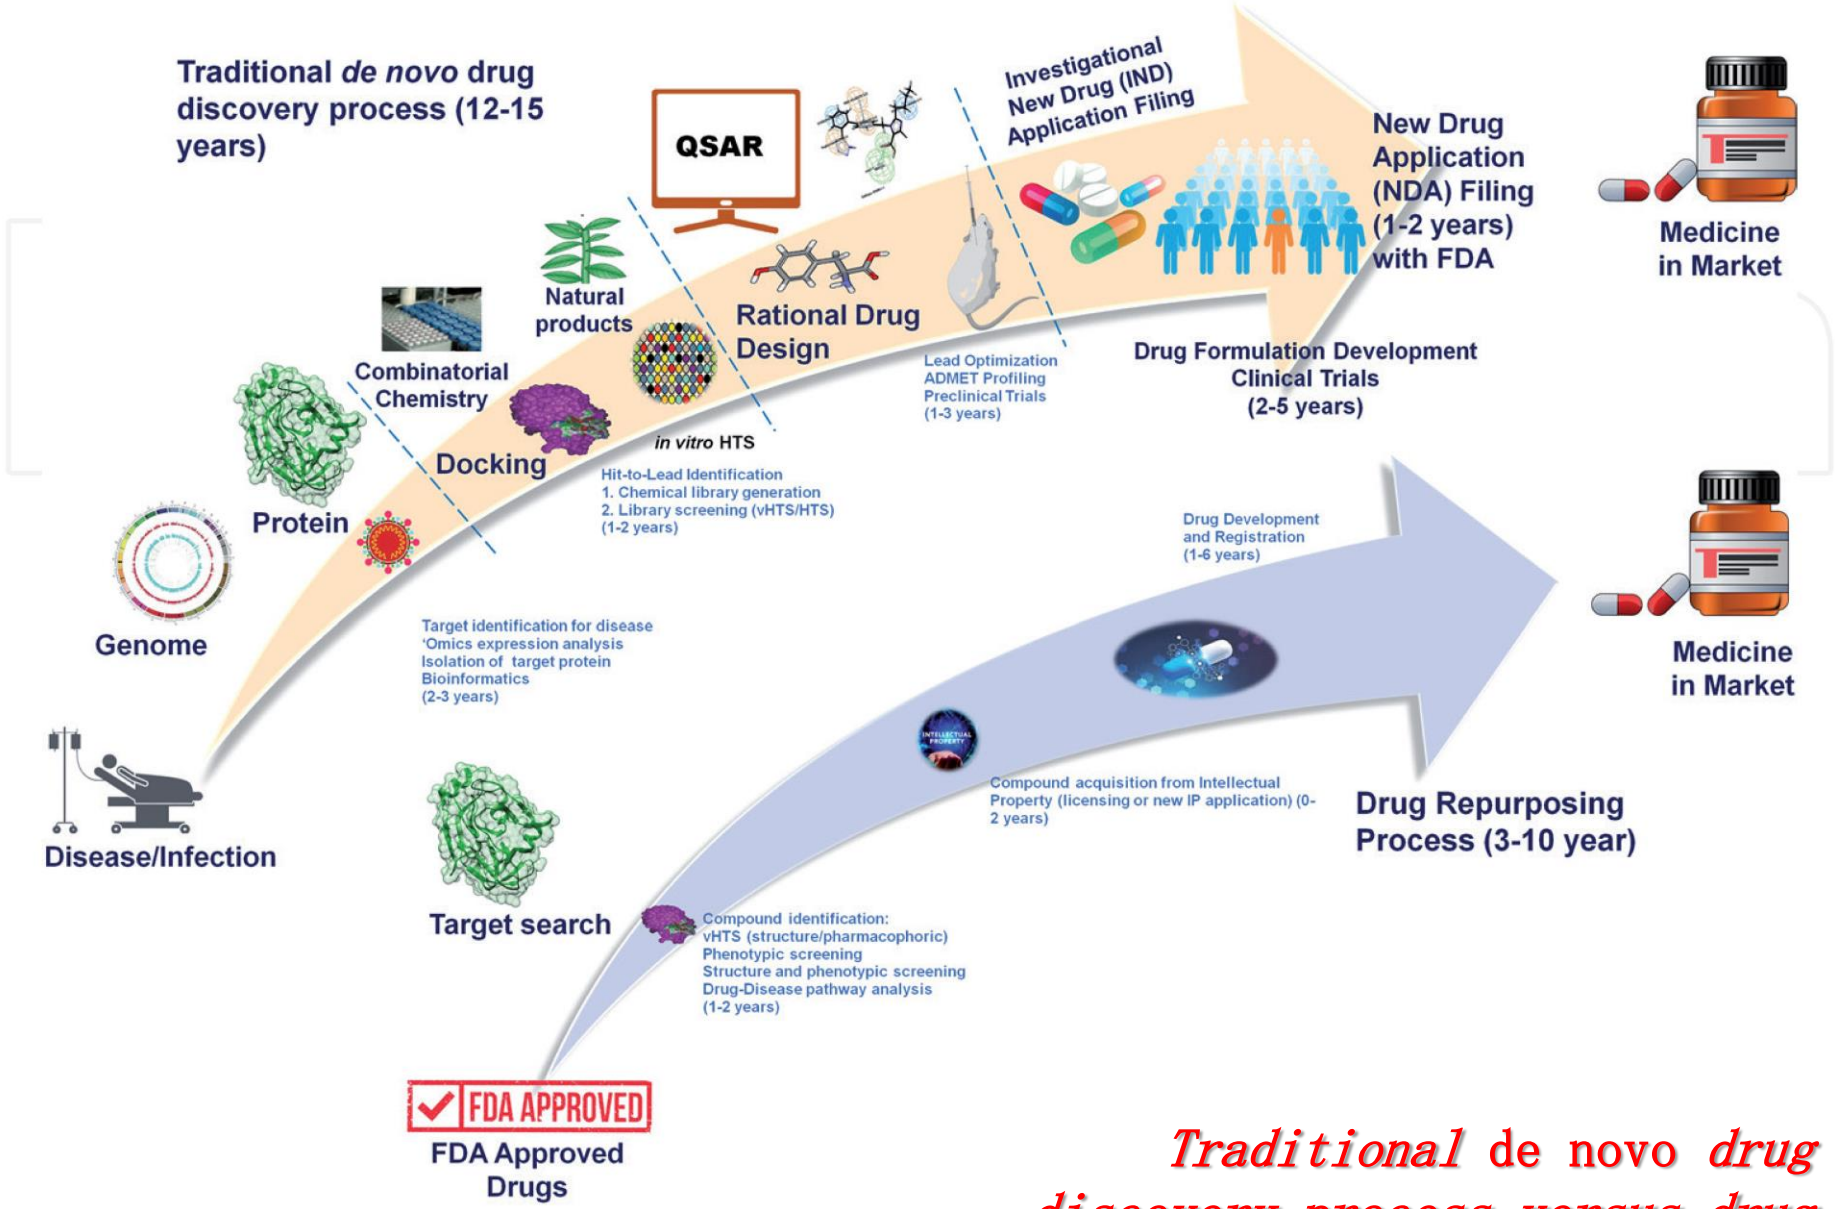 Traditional de novo drug
discovery process (12-15
years)
QSAR
Investigational
New Drug (IND)
Application Filing
New Drug
Application
(NDA) Filing
(1-2 years)
with FDA
Medicine
in Market
Natural
products
Rational Drug
Design
Combinatorial
Chemistry
Docking
Protein
Genome
Disease/Infection
in vitro HTS
Hit-to-Lead Identification
1. Chemical library generation
2. Library screening (vHTS/HTS)
(1-2 years)
Lead Optimization
ADMET Profiling
Preclinical Trials
(1-3 years)
Drug Formulation Development
Clinical Trials
(2-5 years)
Target identification for disease
‘Omics expression analysis
Isolation of target protein
Bioinformatics
(2-3 years)
Drug Development
and Registration
(1-6 years)
Medicine
in Market
INTELLECTUAL
PROPERTY
Compound acquisition from Intellectual
Property (licensing or new IP application) (0-
2 years)
Drug Repurposing
Process (3-10 year)
Target search
Compound identification:
vHTS (structure/pharmacophoric)
Phenotypic screening
Structure and phenotypic screening
Drug-Disease pathway analysis
(1-2 years)
FDA APPROVED
FDA Approved
Drugs
Traditional de novo drug
discovery process versus drug